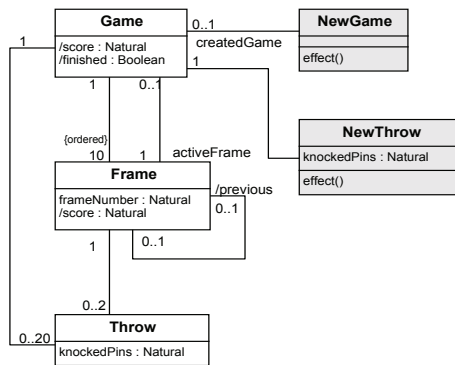 Game
/score : Natural
/finished : Boolean
0..1
createdGame
NewGame
effect()
1
1
0..1
1
NewThrow
knockedPins : Natural
effect()
{ordered}
10
1
activeFrame
Frame
frameNumber : Natural
/score : Natural
/previous
0..1
0..1
1
0..2
0..20
Throw
knockedPins : Natural